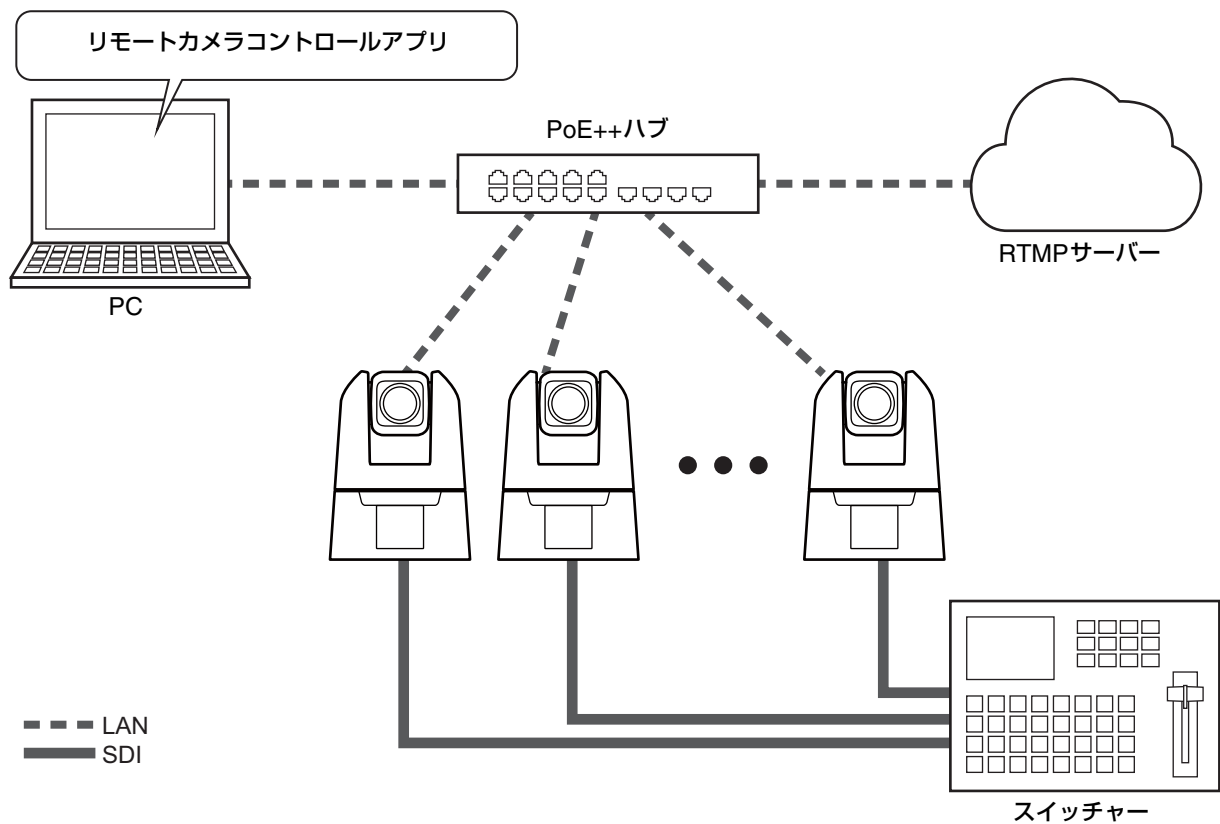 リモートカメラコントロールアプリ
PoE++ハブ
RTMPサーバー
PC
LAN
SDI
スイッチャー